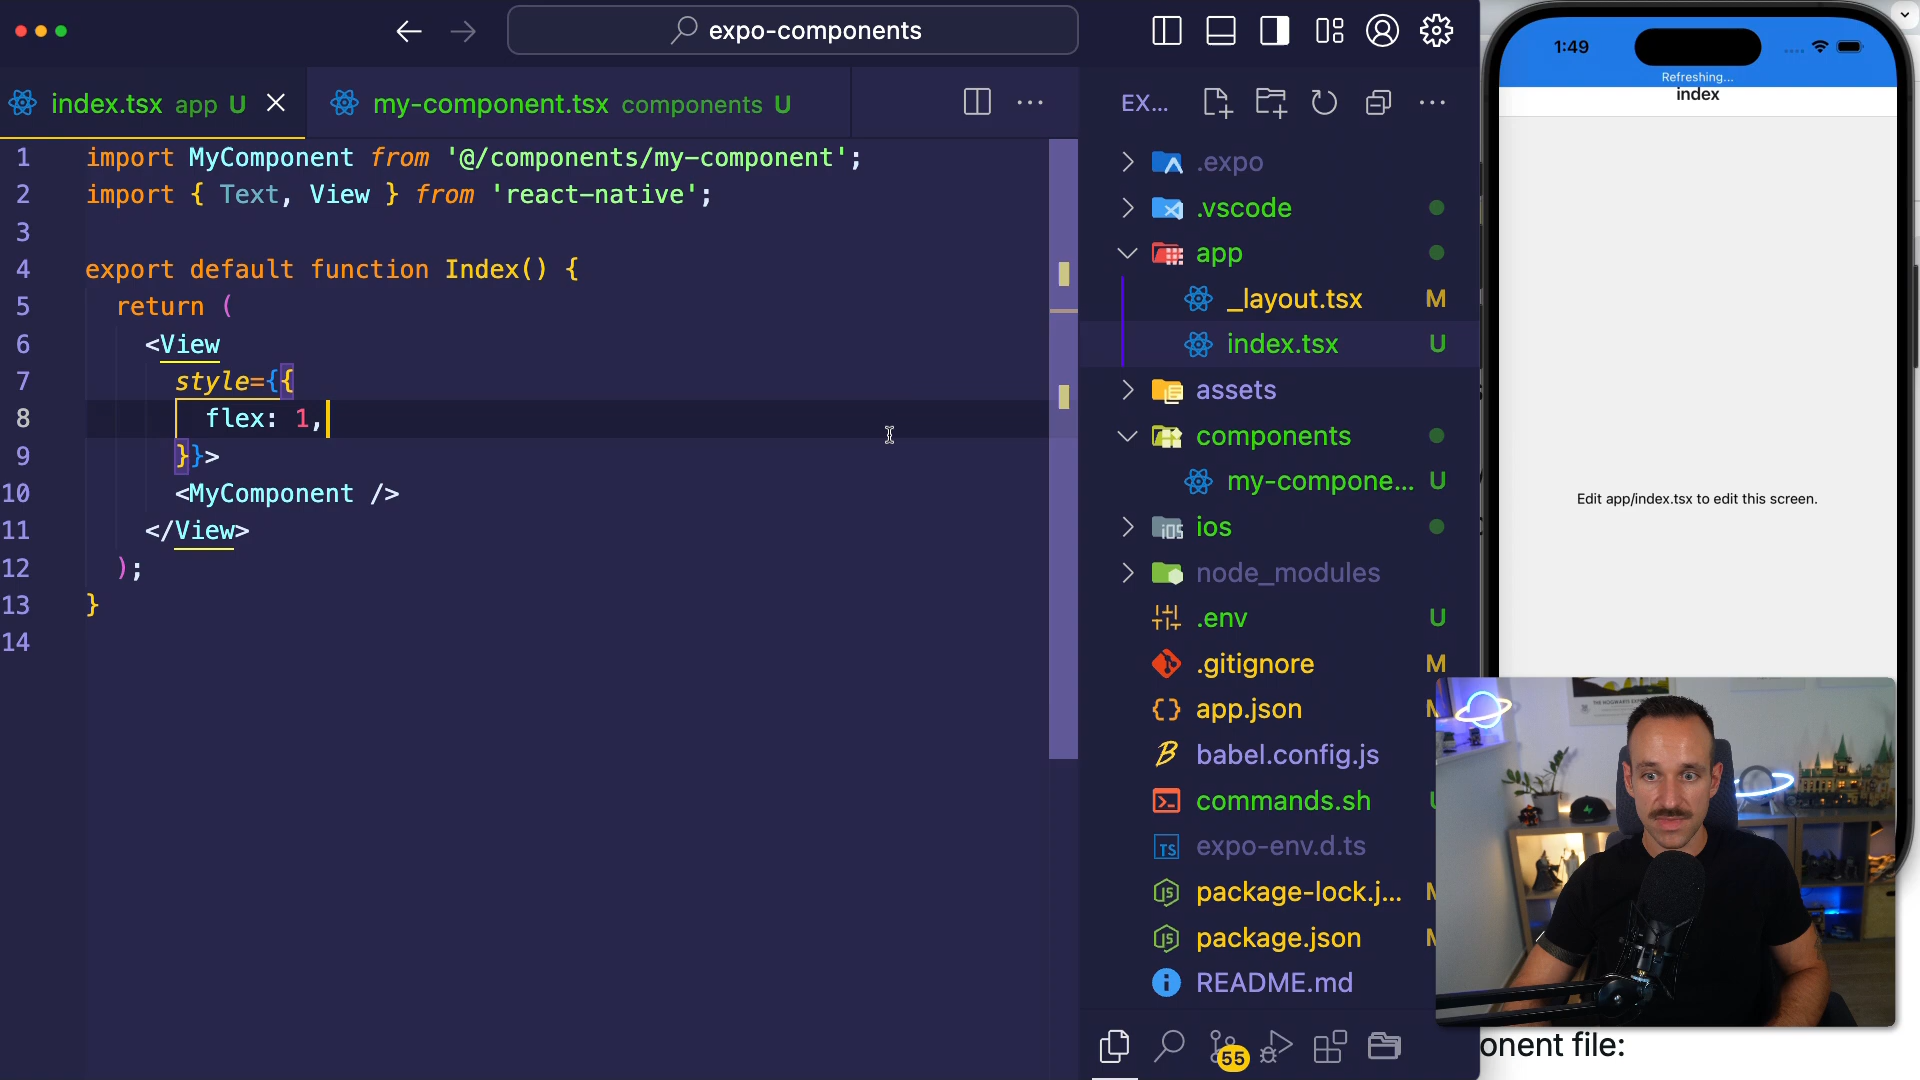 expo-components
index.tsx app U
my-component.tsx components U
1 import MyComponent from '@/components/my-component';
2 import { Text, View } from 'react-native';
3
4 export default function Index() {
5 return (
6 <View
7 style={{
8 flex: 1,
9 }}>
10 <MyComponent />
11 </View>
12 );
13 }
14
EX...
.expo
.vscode
app
_layout.tsx M
index.tsx U
assets
components
my-compone... U
ios
node_modules
.env U
.gitignore M
app.json
babel.config.js
commands.sh
expo-env.d.ts
package-lock.j...
package.json
README.md
55
1:49
Refreshing...
index
Edit app/index.tsx to edit this screen.
onent file: